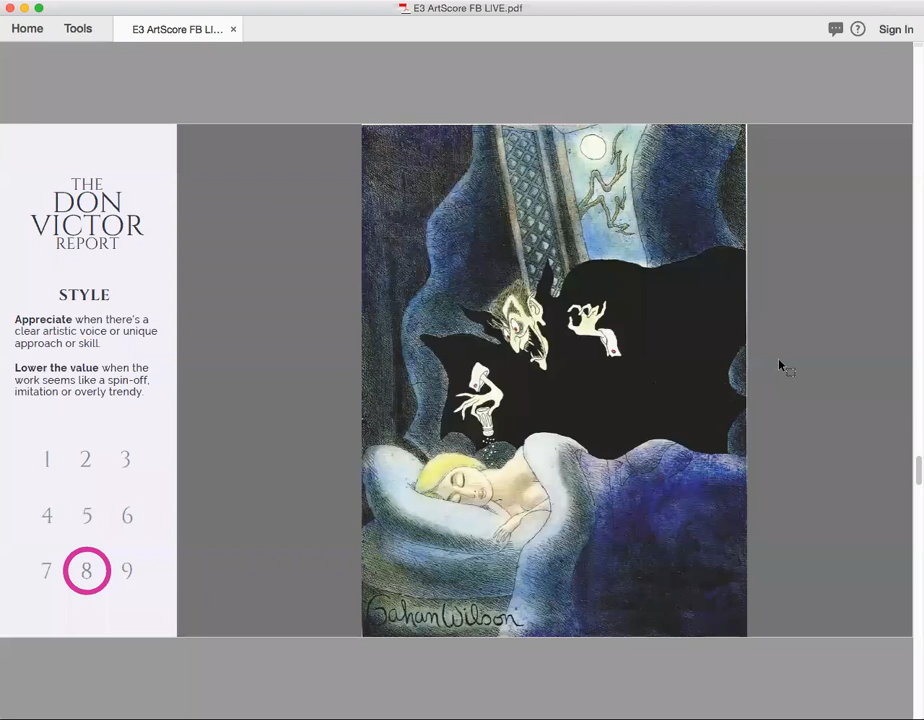 E3 ArtScore FB LIVE.pdf
Home Tools E3 ArtScore FB LI... × ? Sign In
THE
DON
VICTOR
REPORT
STYLE
Appreciate when there's a
clear artistic voice or unique
approach or skill.
Lower the value when the
work seems like a spin-off,
imitation or overly trendy.
1 2 3
4 5 6
7 8 9
Gahan Wilson